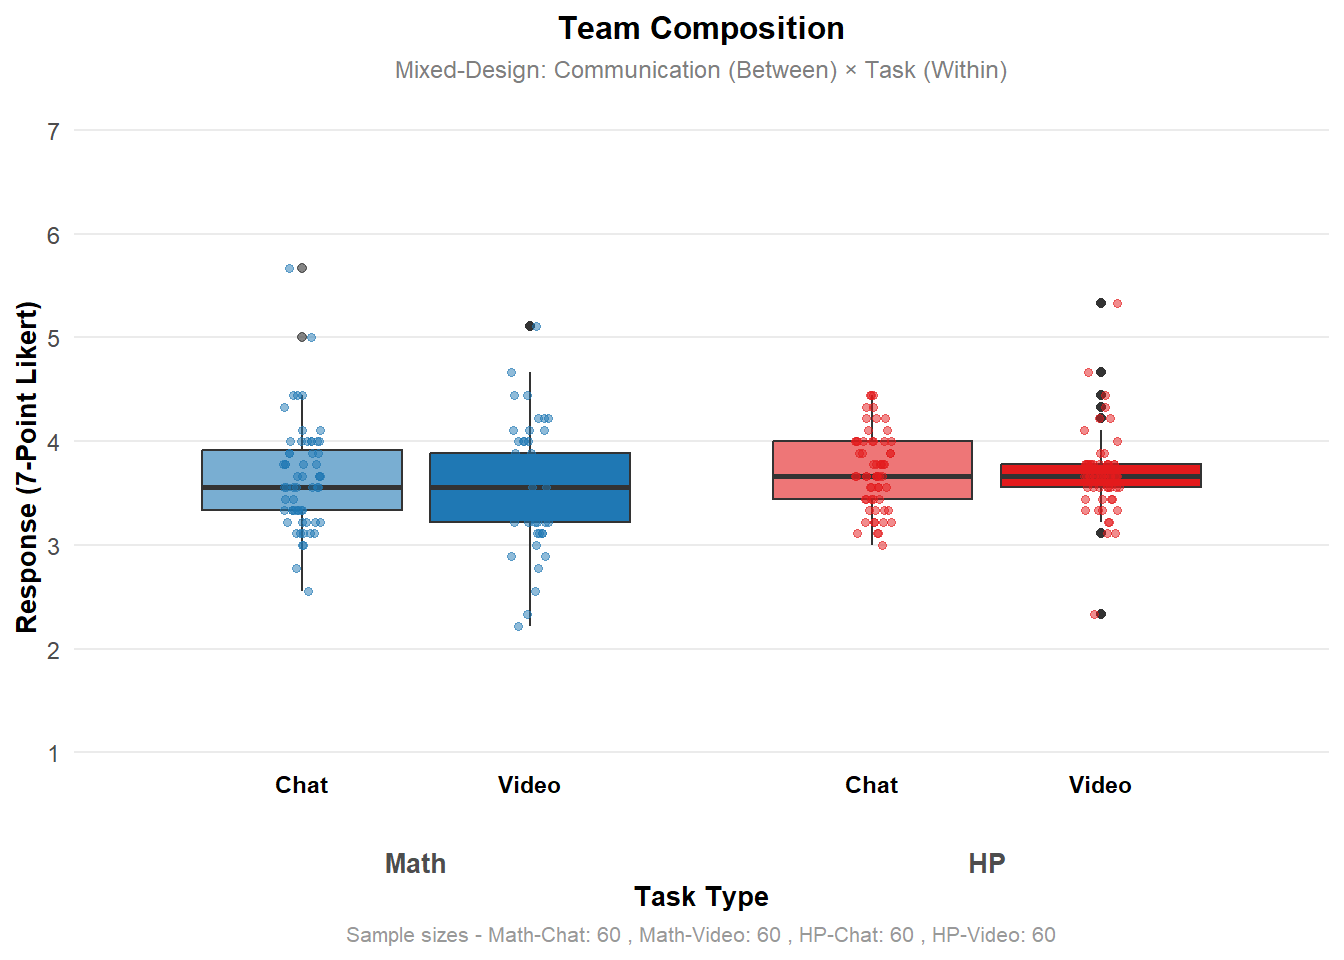 Team Composition
Mixed-Design: Communication (Between) × Task (Within)
Response (7-Point Likert)
7
6
5
4
3
2
1
Chat Video Chat Video
Math HP
Task Type
Sample sizes - Math-Chat: 60 , Math-Video: 60 , HP-Chat: 60 , HP-Video: 60